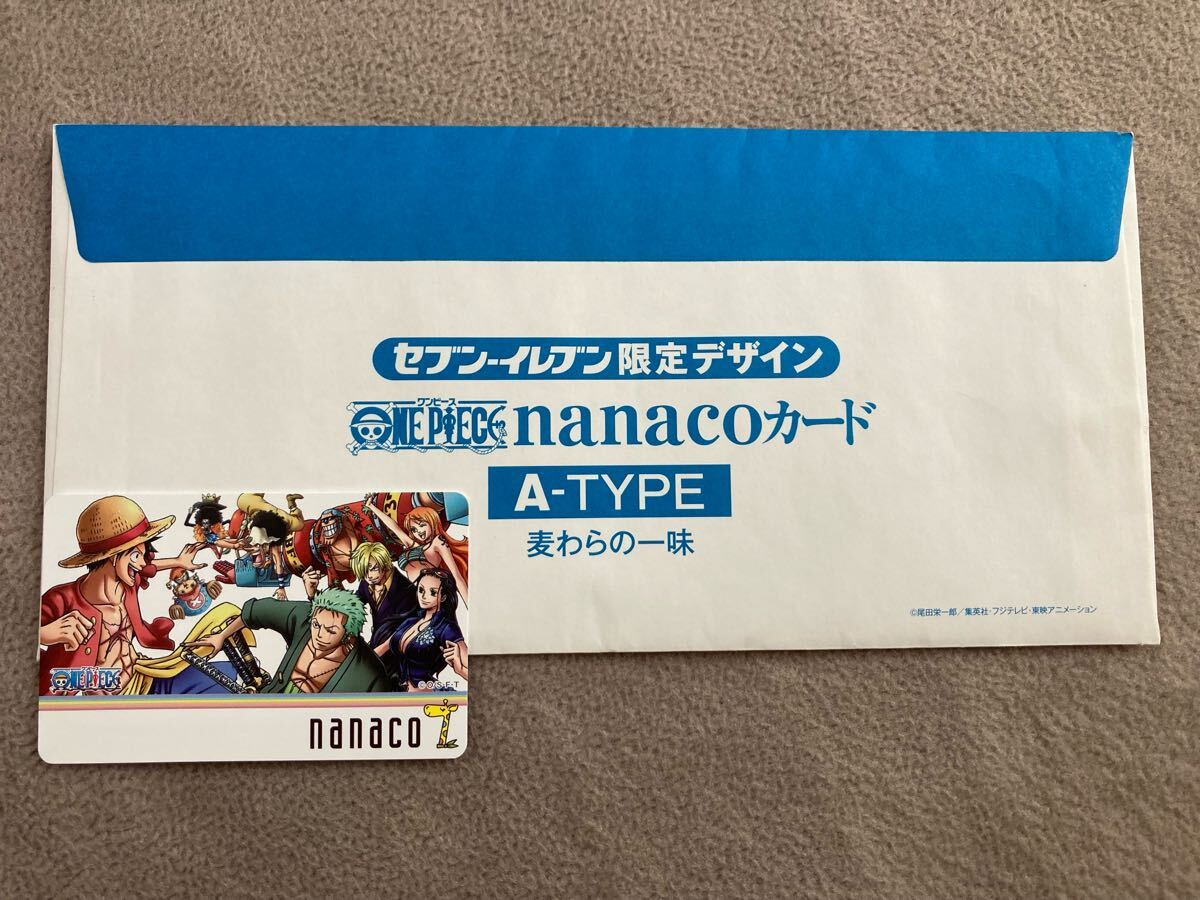 セブン-イレブン限定デザイン
ワンピース
ONE PIECE nanacoカード
A-TYPE
麦わらの一味
©尾田栄一郎／集英社・フジテレビ・東映アニメーション
ONE PIECE
©O,S,F,T
nanaco